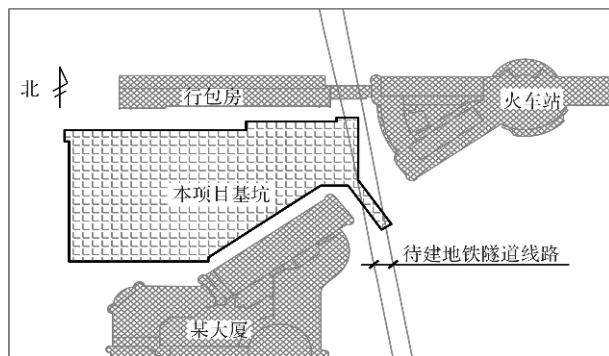 北
行包房
火车站
本项目基坑
待建地铁隧道线路
某大厦